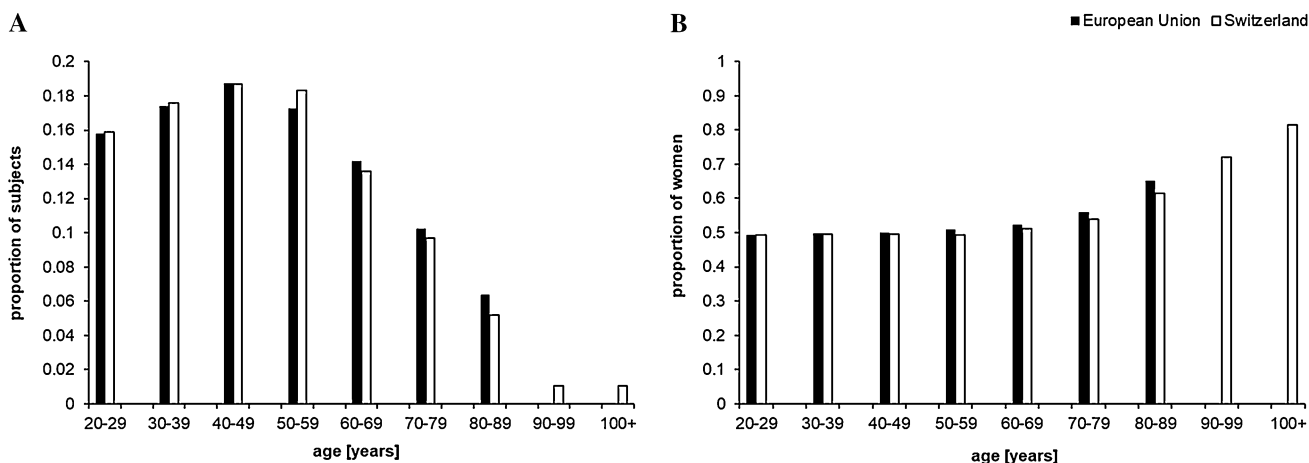 A
0.2
0.18
0.16
0.14
0.12
0.1
0.08
0.06
0.04
0.02
0
proportion of subjects
20-29 30-39 40-49 50-59 60-69 70-79 80-89 90-99 100+
age [years]
B
European Union Switzerland
1
0.9
0.8
0.7
0.6
0.5
0.4
0.3
0.2
0.1
0
proportion of women
20-29 30-39 40-49 50-59 60-69 70-79 80-89 90-99 100+
age [years]